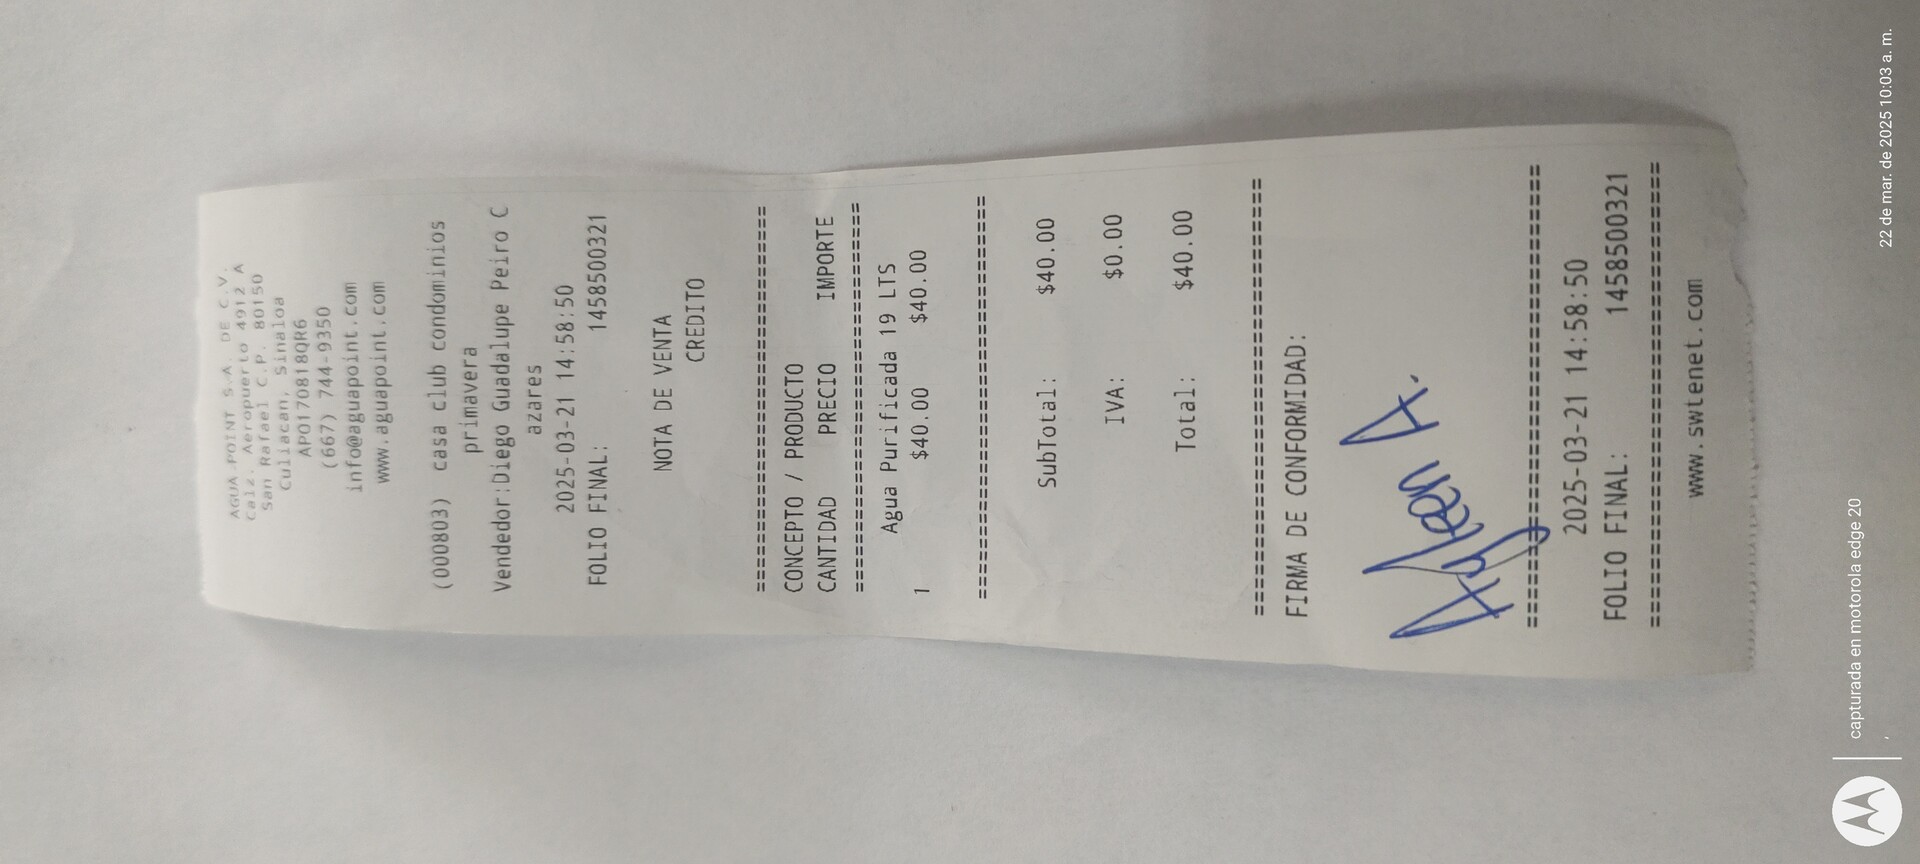 AGUA POINT S.A. DE C.V.
Calz. Aeropuerto 4912 A
San Rafael C.P. 80150
Culiacan, Sinaloa
APO170818QR6
(667) 744-9350
info@aguapoint.com
www.aguapoint.com
(000803) casa club condominios
primavera
Vendedor:Diego Guadalupe Peiro C
azares
2025-03-21 14:58:50
FOLIO FINAL: 1458500321
NOTA DE VENTA
CREDITO
================================
CONCEPTO / PRODUCTO
CANTIDAD PRECIO IMPORTE
================================
Agua Purificada 19 LTS
1 $40.00 $40.00
================================
SubTotal: $40.00
IVA: $0.00
Total: $40.00
================================
FIRMA DE CONFORMIDAD:
A.
================================
2025-03-21 14:58:50
FOLIO FINAL: 1458500321
================================
www.swtenet.com
capturada en motorola edge 20
22 de mar. de 2025 10:03 a. m.